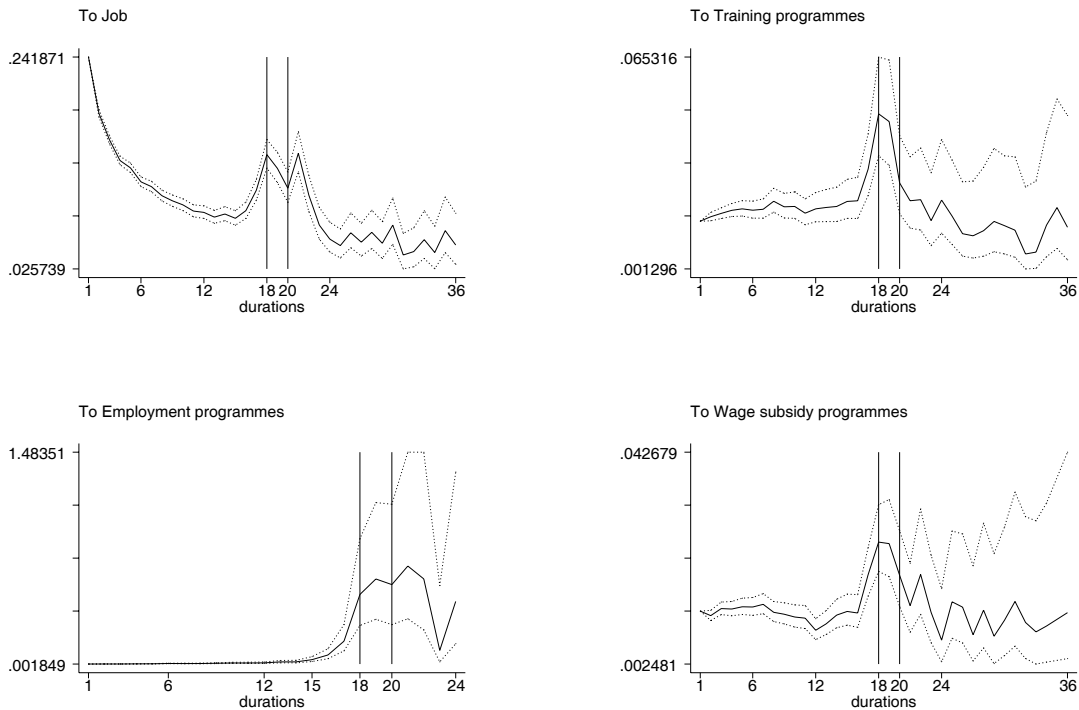 To Job
.241871
.025739
1 6 12 18 20 24 36
durations
To Training programmes
.065316
.001296
1 6 12 18 20 24 36
durations
To Employment programmes
1.48351
.001849
1 6 12 15 18 20 24
durations
To Wage subsidy programmes
.042679
.002481
1 6 12 18 20 24 36
durations